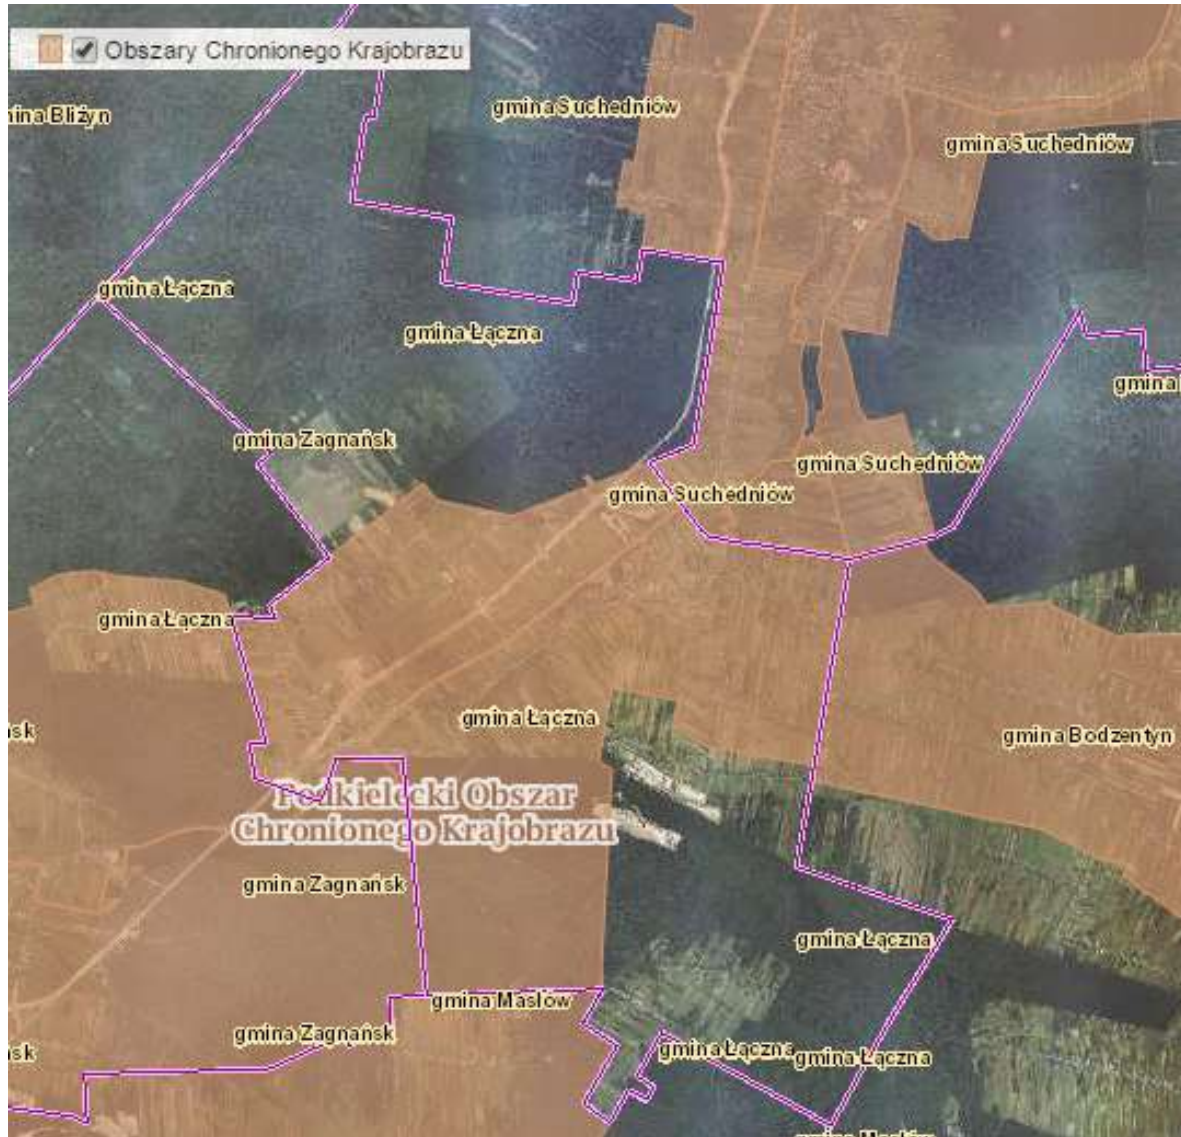 Obszary Chronionego Krajobrazu
gmina Suchedniów
gmina Suchedniów
gmina Łączna
gmina Łączna
gmina
gmina Zagnańsk
gmina Suchedniów
gmina Suchedniów
gmina Łączna
gmina Łączna
gmina Bodzentyn
Podkielecki Obszar
Chronionego Krajobrazu
gmina Zagnańsk
gmina Łączna
gmina Masłów
gmina Zagnańsk
gmina Łączna
gmina Łączna